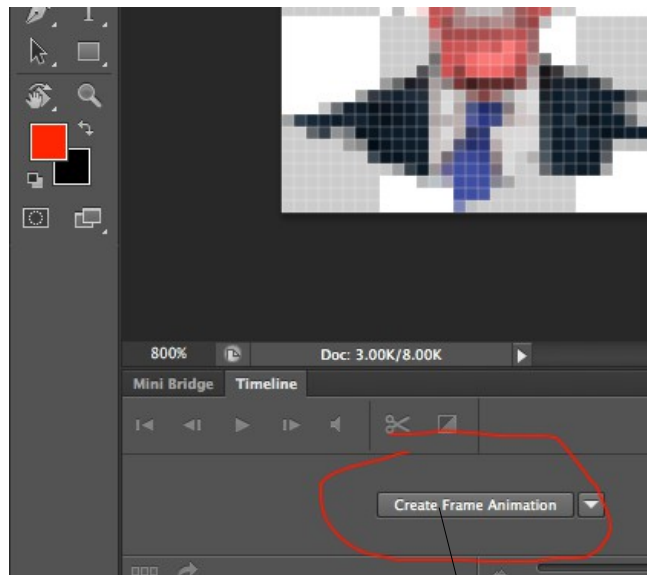 T
800%
Doc: 3.00K/8.00K
Mini Bridge
Timeline
Create Frame Animation